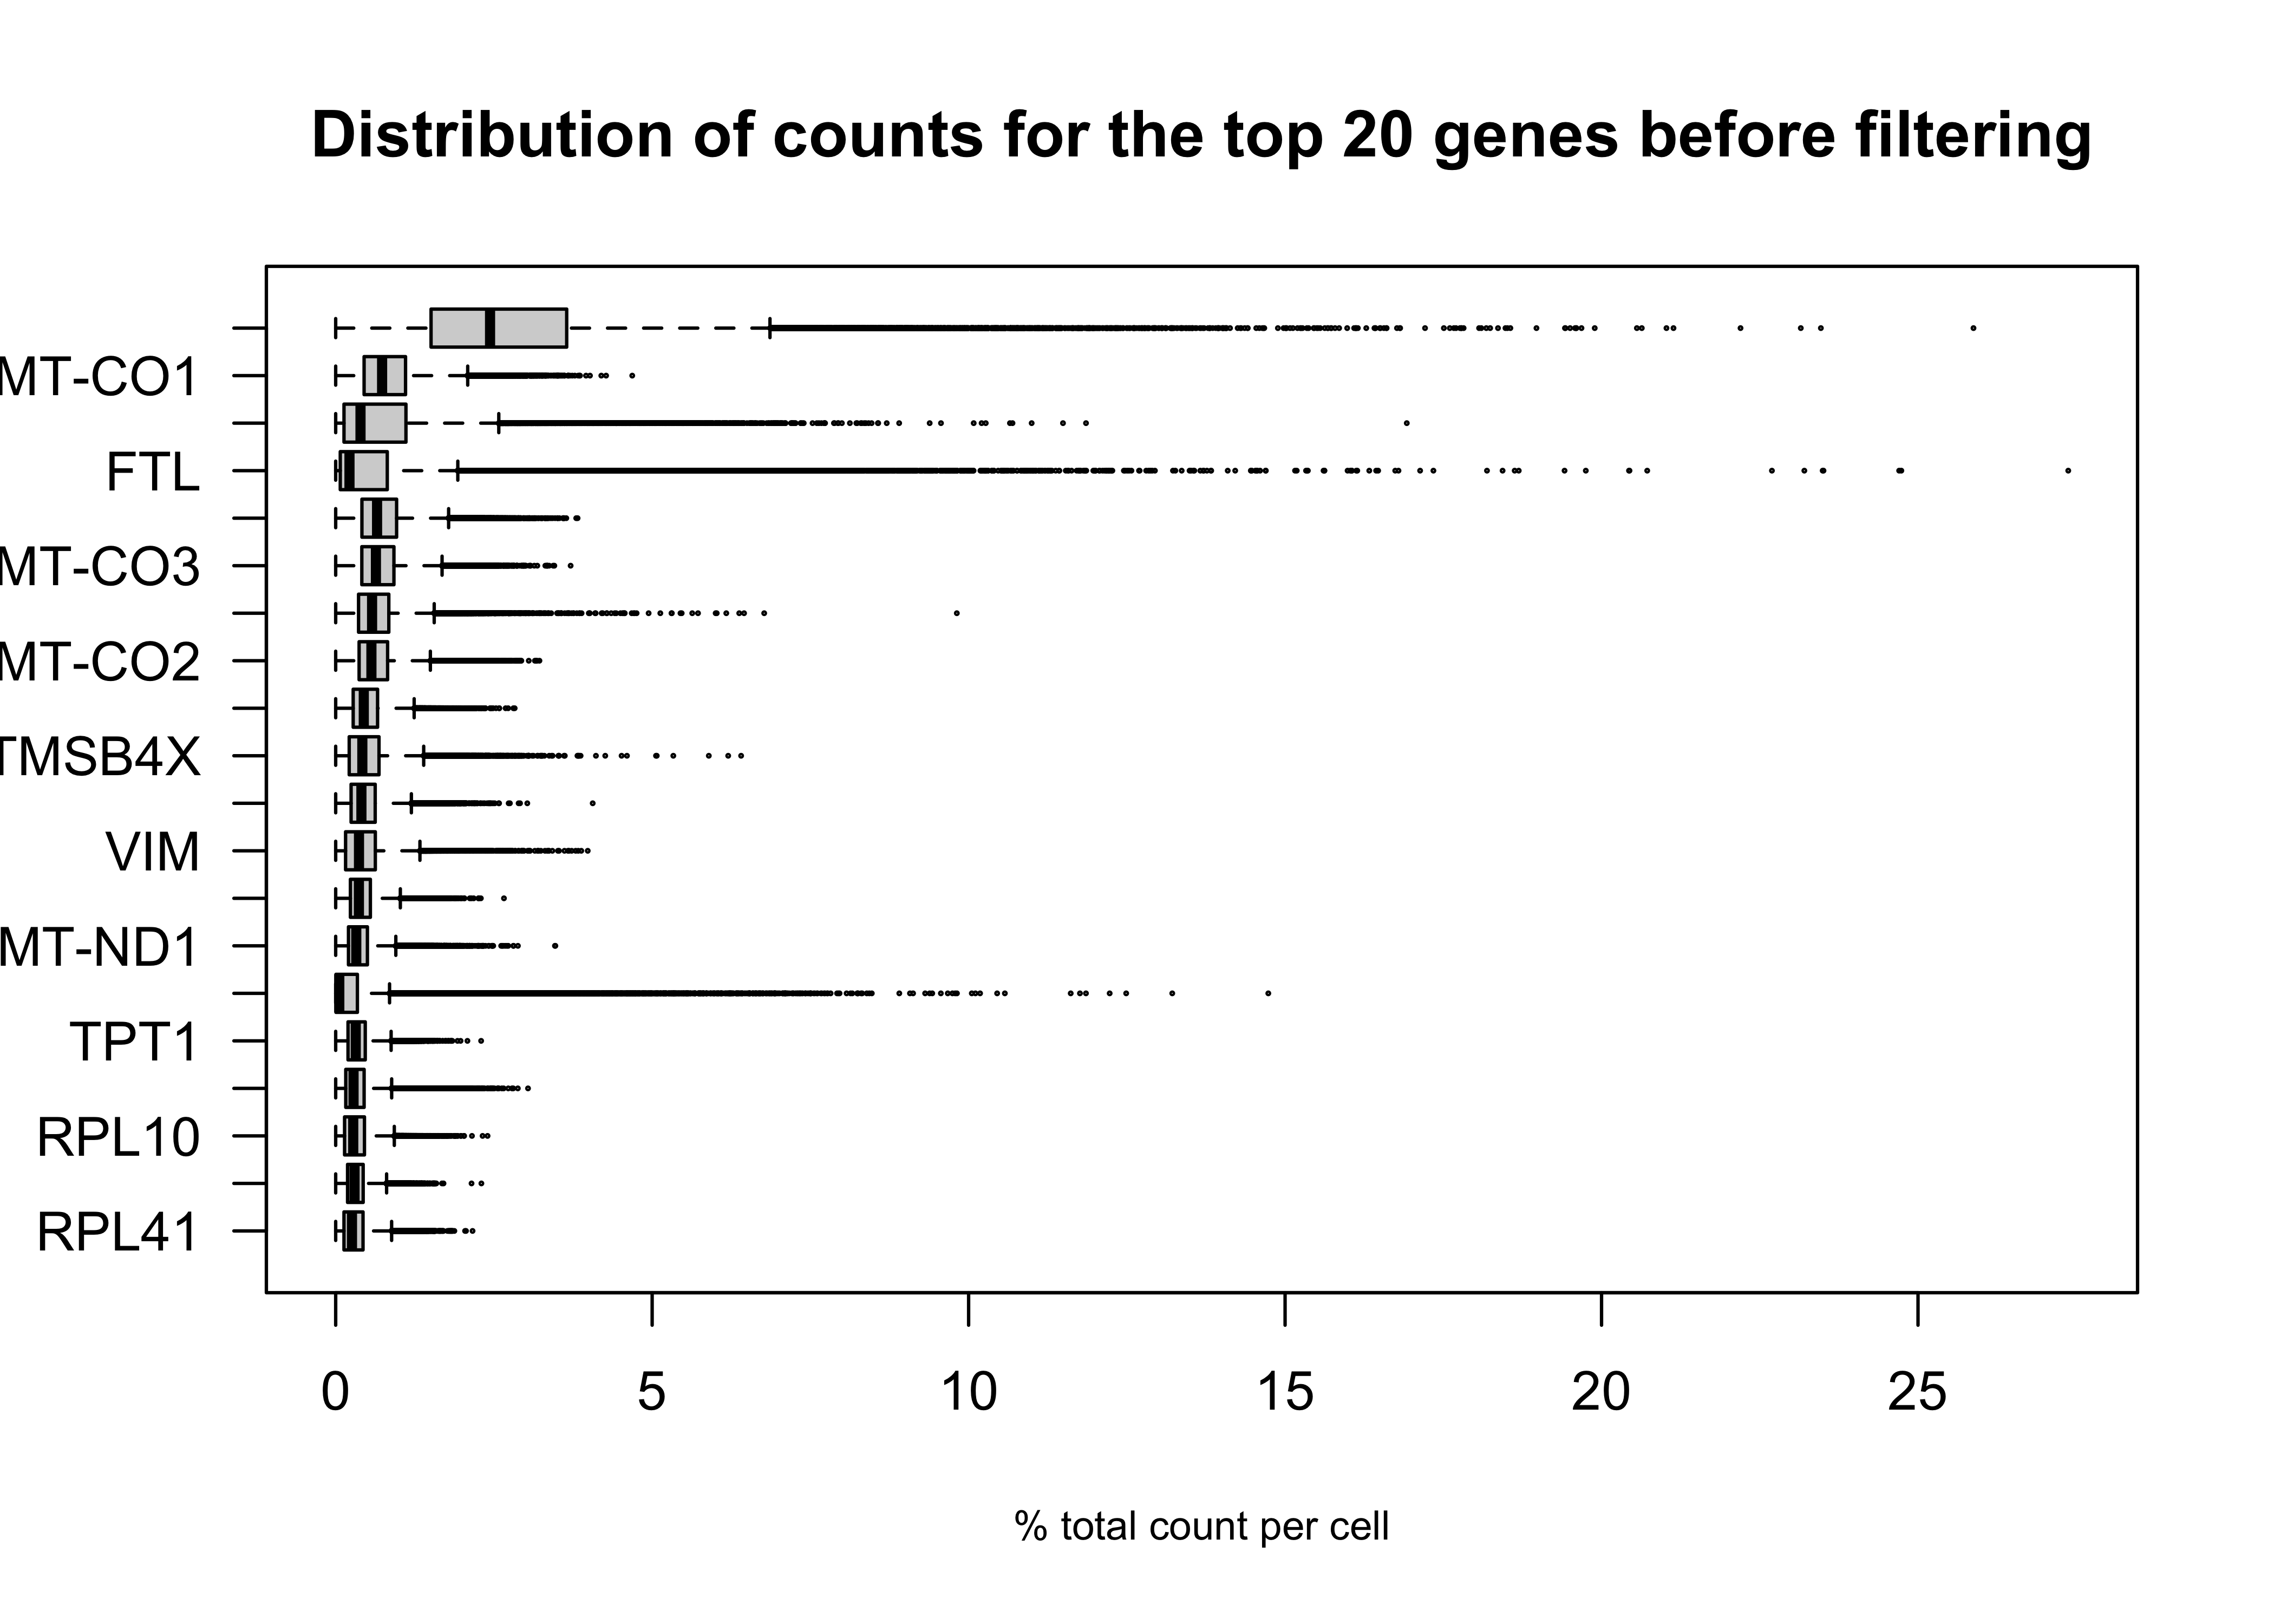 Distribution of counts for the top 20 genes before filtering
MT-CO1
FTL
MT-CO3
MT-CO2
TMSB4X
VIM
MT-ND1
TPT1
RPL10
RPL41
0 5 10 15 20 25
% total count per cell